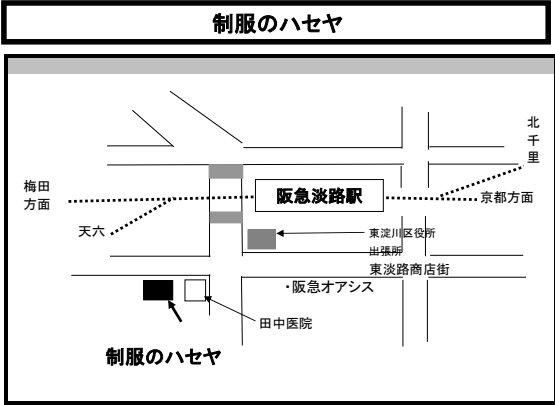 制服のハセヤ
北
千
里
梅田
方面
阪急淡路駅
京都方面
天六
東淀川区役所
出張所
東淡路商店街
・阪急オアシス
田中医院
制服のハセヤ